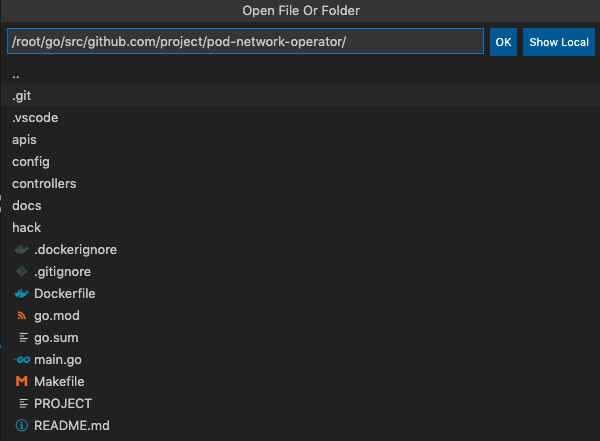 Open File Or Folder
/root/go/src/github.com/project/pod-network-operator/ OK Show Local
..
.git
.vscode
apis
config
controllers
docs
hack
.dockerignore
.gitignore
Dockerfile
go.mod
go.sum
main.go
Makefile
PROJECT
README.md